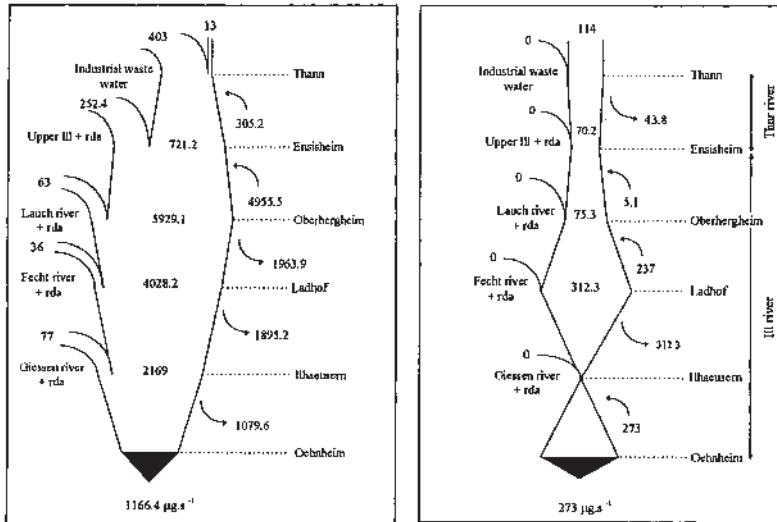 13
403
Industrial waste
water
Thann
252.4
305.2
Upper Ill + rda
721.2
Ensisheim
63
4955.5
Lauch river
+ rda
5929.1
Oberhergheim
36
1963.9
Fecht river
+ rda
4028.2
Ladhof
77
1895.2
Giessen river
+ rda
2169
Illhaeusern
1079.6
Oehnheim
1166.4 µg.s⁻¹
0
114
Industrial waste
water
Thann
0
43.8
Upper Ill + rda
70.2
Ensisheim
0
5.1
Lauch river
+ rda
75.3
Oberhergheim
0
237
Fecht river
+ rda
312.3
Ladhof
0
312.3
Giessen river
+ rda
Illhaeusern
273
Oehnheim
273 µg.s⁻¹
Thur river
Ill river